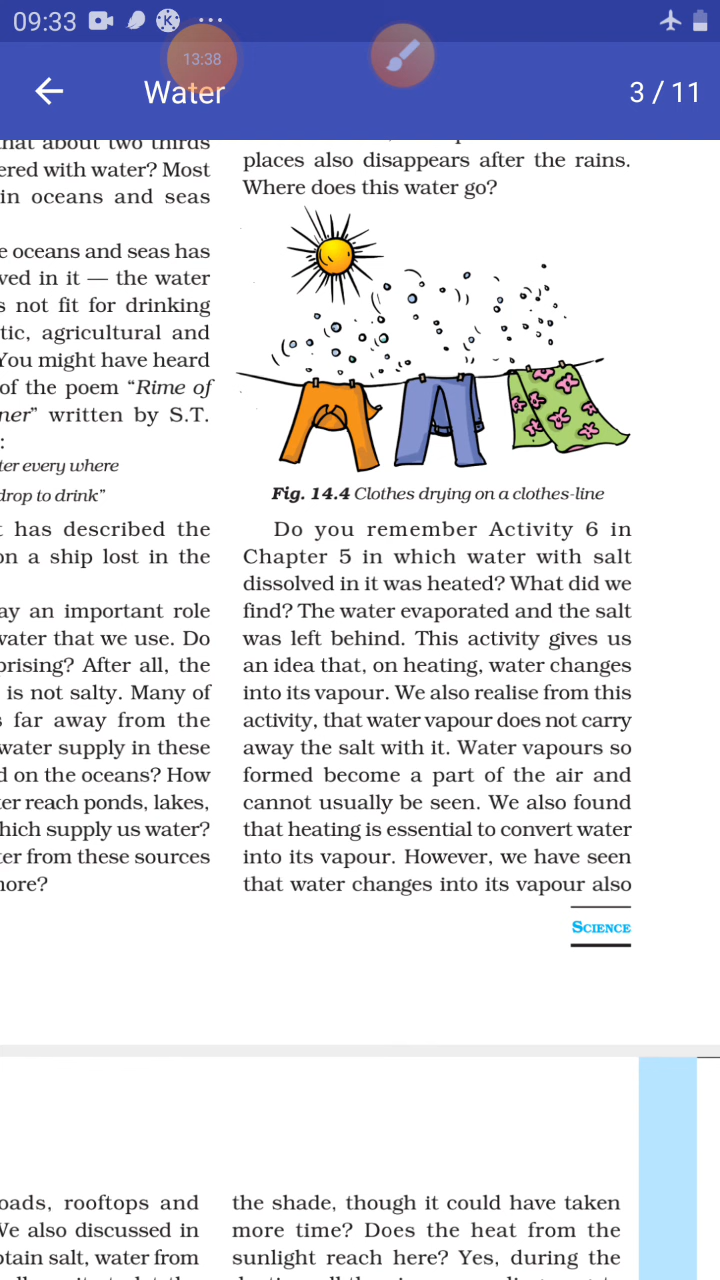 09:33
13:38
Water
3 / 11
that about two thirds
ered with water? Most
in oceans and seas
e oceans and seas has
ved in it — the water
s not fit for drinking
tic, agricultural and
You might have heard
of the poem “Rime of
ner” written by S.T.
:
ter every where
drop to drink”
t has described the
on a ship lost in the
ay an important role
water that we use. Do
prising? After all, the
is not salty. Many of
s far away from the
water supply in these
d on the oceans? How
ter reach ponds, lakes,
hich supply us water?
ter from these sources
more?
places also disappears after the rains.
Where does this water go?
Fig. 14.4 Clothes drying on a clothes-line
Do you remember Activity 6 in
Chapter 5 in which water with salt
dissolved in it was heated? What did we
find? The water evaporated and the salt
was left behind. This activity gives us
an idea that, on heating, water changes
into its vapour. We also realise from this
activity, that water vapour does not carry
away the salt with it. Water vapours so
formed become a part of the air and
cannot usually be seen. We also found
that heating is essential to convert water
into its vapour. However, we have seen
that water changes into its vapour also
SCIENCE
oads, rooftops and
We also discussed in
otain salt, water from
the shade, though it could have taken
more time? Does the heat from the
sunlight reach here? Yes, during the